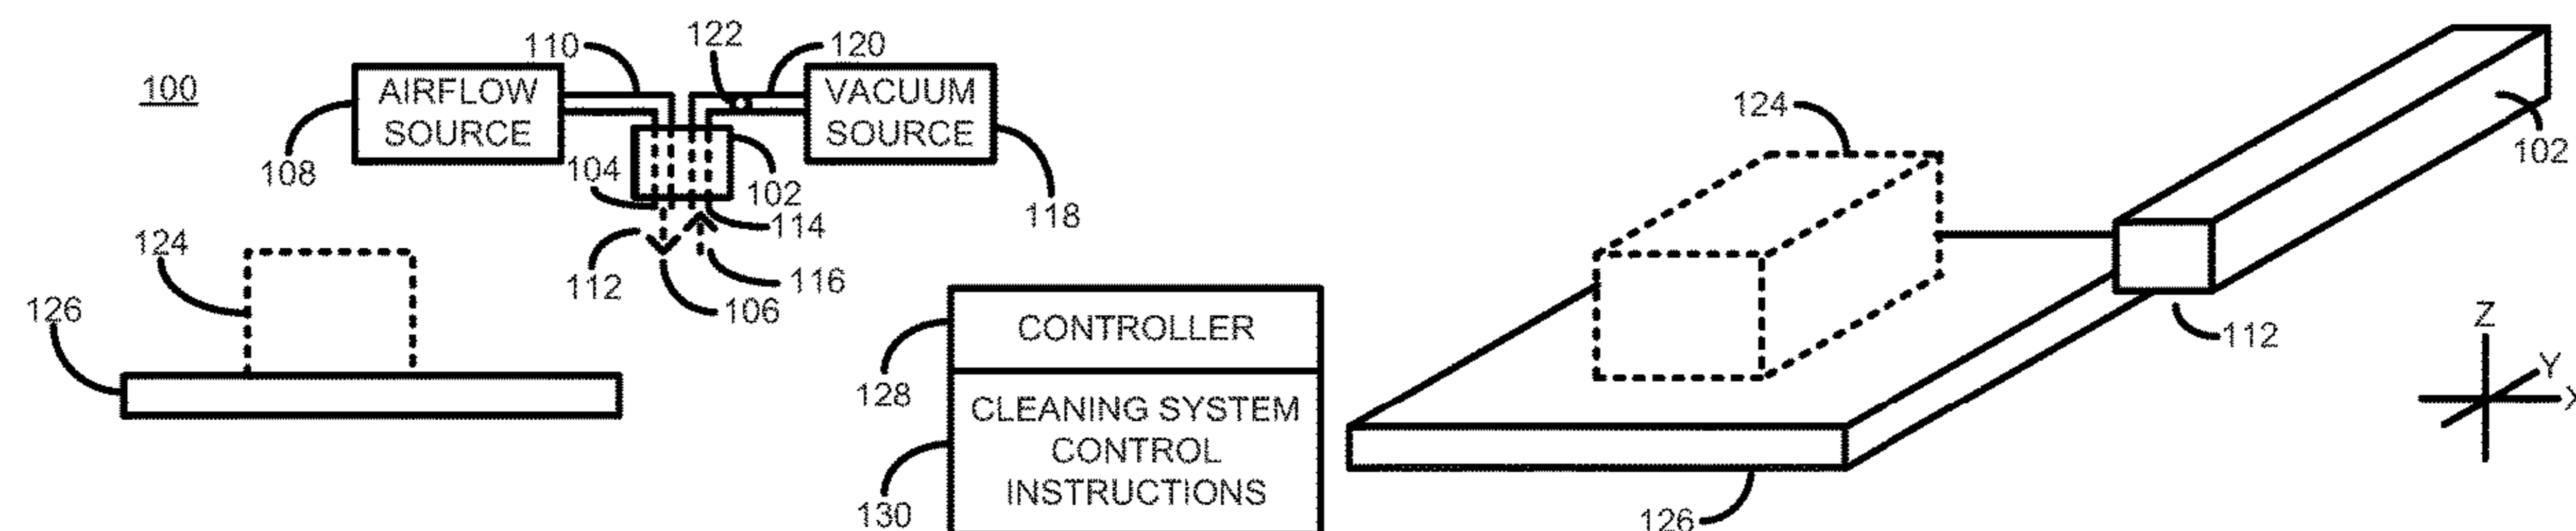 100
110
122
120
AIRFLOW
SOURCE
VACUUM
SOURCE
108
104
102
118
114
124
112
116
106
126
CONTROLLER
128
CLEANING SYSTEM
CONTROL
INSTRUCTIONS
130
124
102
112
Z
Y
X
126